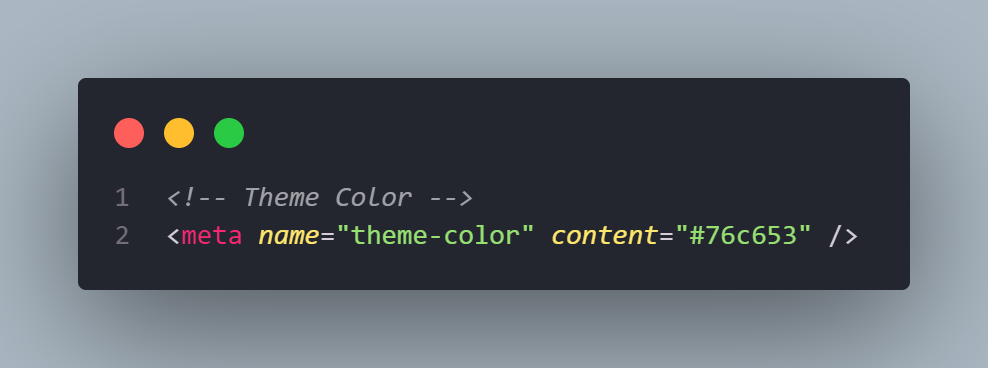 1 <!-- Theme Color -->
2 <meta name="theme-color" content="#76c653" />